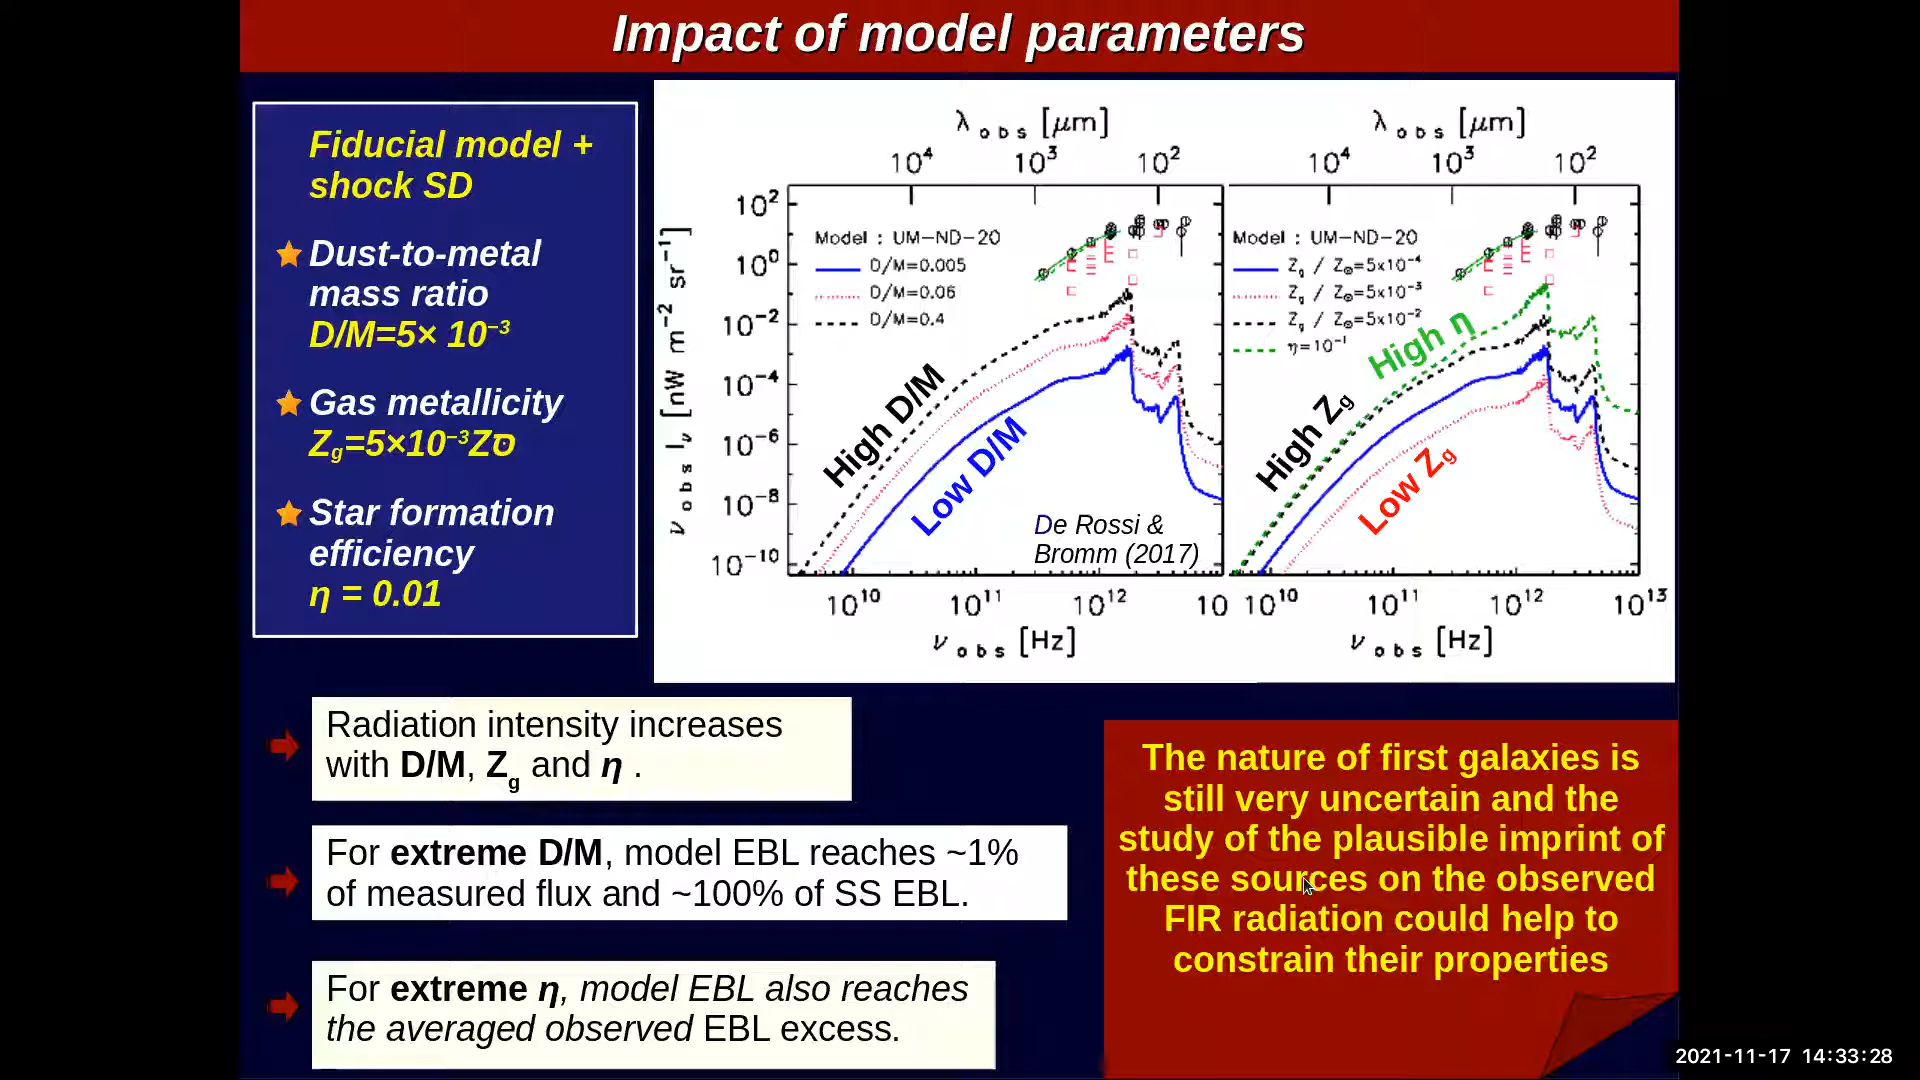 Impact of model parameters
Fiducial model +
shock SD
Dust-to-metal
mass ratio
D/M=5× 10⁻³
Gas metallicity
Zg=5×10⁻³Zʊ
Star formation
efficiency
η = 0.01
λ obs [μm]
10⁴ 10³ 10²
10² 10⁰ 10⁻² 10⁻⁴ 10⁻⁶ 10⁻⁸ 10⁻¹⁰
ν obs Iν [nW m⁻² sr⁻¹]
Model : UM-ND-20
D/M=0.005
D/M=0.06
D/M=0.4
High D/M
Low D/M
De Rossi &
Bromm (2017)
10¹⁰ 10¹¹ 10¹² 10
ν obs [Hz]
λ obs [μm]
10⁴ 10³ 10²
Model : UM-ND-20
Zg / Z⊙=5x10⁻⁴
Zg / Z⊙=5x10⁻³
Zg / Z⊙=5x10⁻²
η=10⁻¹
High η
High Zg
Low Zg
10¹⁰ 10¹¹ 10¹² 10¹³
ν obs [Hz]
Radiation intensity increases
with D/M, Zg and η .
For extreme D/M, model EBL reaches ~1%
of measured flux and ~100% of SS EBL.
For extreme η, model EBL also reaches
the averaged observed EBL excess.
The nature of first galaxies is
still very uncertain and the
study of the plausible imprint of
these sources on the observed
FIR radiation could help to
constrain their properties
2021-11-17 14:33:28